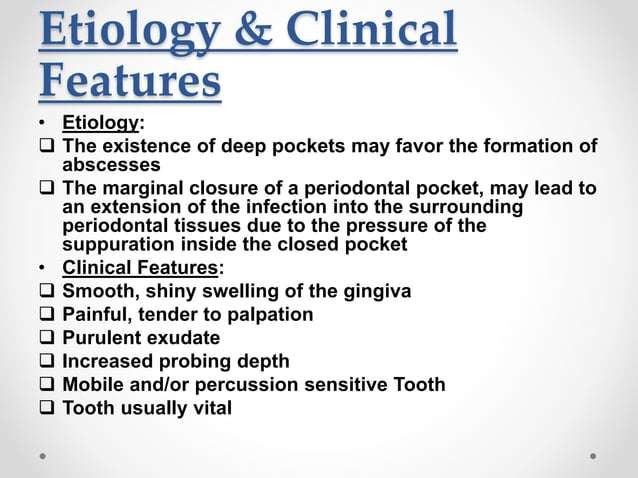 Etiology & Clinical
Features
• Etiology:
❑ The existence of deep pockets may favor the formation of
abscesses
❑ The marginal closure of a periodontal pocket, may lead to
an extension of the infection into the surrounding
periodontal tissues due to the pressure of the
suppuration inside the closed pocket
• Clinical Features:
❑ Smooth, shiny swelling of the gingiva
❑ Painful, tender to palpation
❑ Purulent exudate
❑ Increased probing depth
❑ Mobile and/or percussion sensitive Tooth
❑ Tooth usually vital